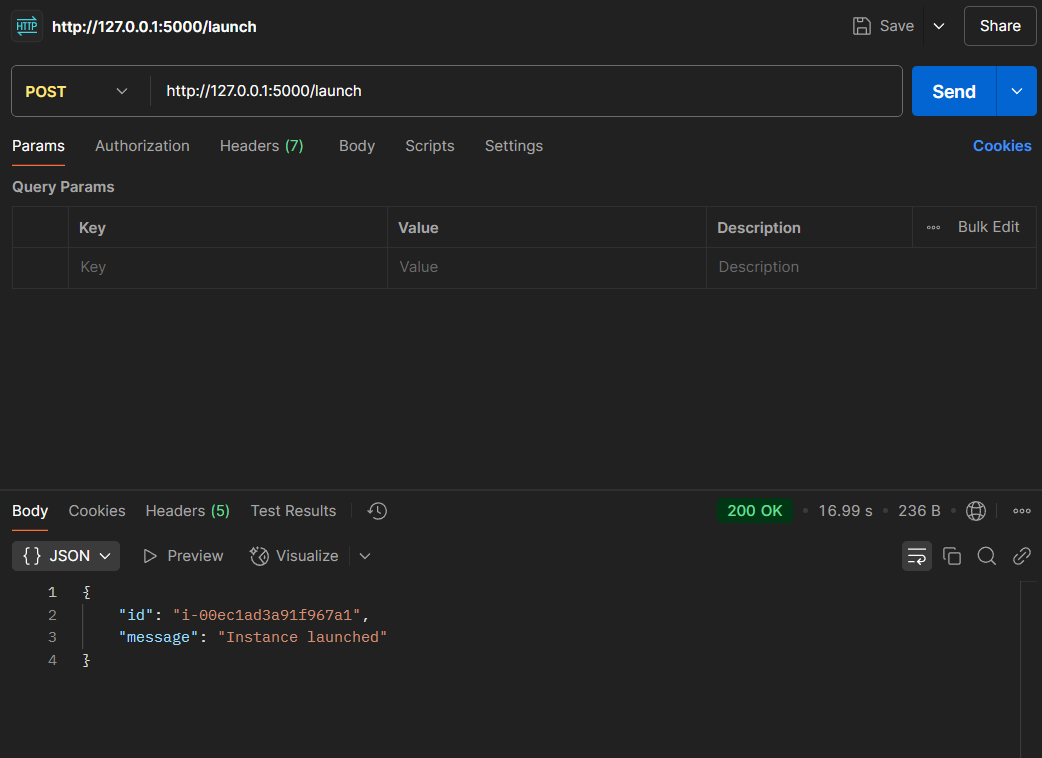 HTTP http://127.0.0.1:5000/launch Save Share
POST http://127.0.0.1:5000/launch Send
Params Authorization Headers (7) Body Scripts Settings Cookies
Query Params
Key Value Description Bulk Edit
Key Value Description
Body Cookies Headers (5) Test Results 200 OK • 16.99 s • 236 B •
{} JSON Preview Visualize
1 {
2 "id": "i-00ec1ad3a91f967a1",
3 "message": "Instance launched"
4 }